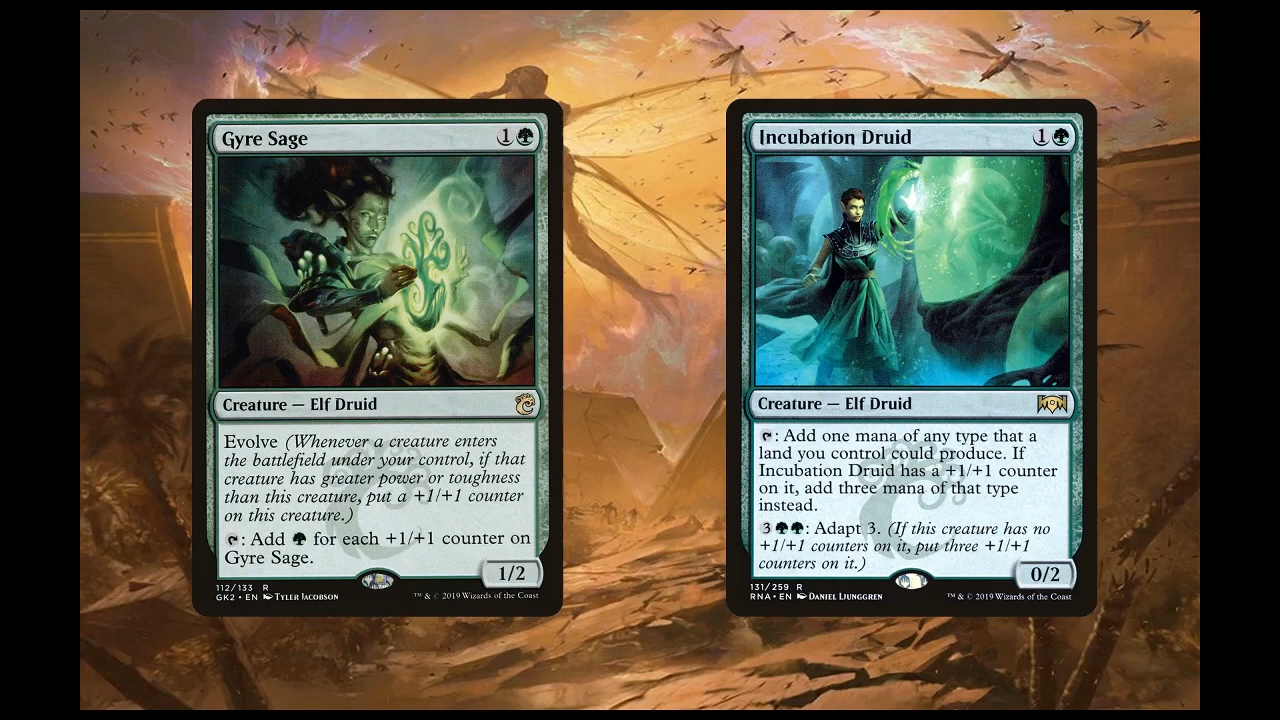 Gyre Sage 1
Creature — Elf Druid
Evolve (Whenever a creature enters
the battlefield under your control, if that
creature has greater power or toughness
than this creature, put a +1/+1 counter
on this creature.)
: Add for each +1/+1 counter on
Gyre Sage.
1/2
112/133 R
GK2 • EN Tyler Jacobson
™ & © 2019 Wizards of the Coast
Incubation Druid 1
Creature — Elf Druid
: Add one mana of any type that a
land you control could produce. If
Incubation Druid has a +1/+1 counter
on it, add three mana of that type
instead.
3 : Adapt 3. (If this creature has no
+1/+1 counters on it, put three +1/+1
counters on it.)
0/2
131/259 R
RNA • EN Daniel Ljunggren
™ & © 2019 Wizards of the Coast